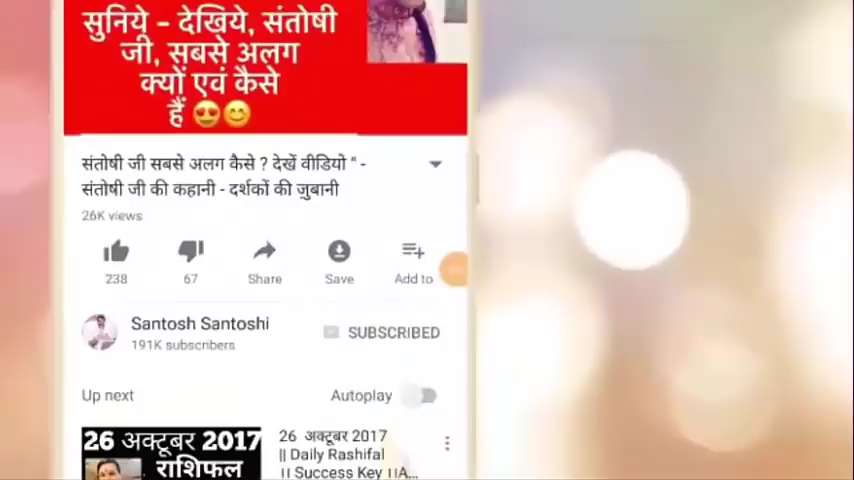 सुनिये - देखिये, संतोषी
जी, सबसे अलग
क्यों एवं कैसे
हैं 😍😊
संतोषी जी सबसे अलग कैसे ? देखें वीडियो " -
संतोषी जी की कहानी - दर्शकों की जुबानी
26K views
238
67
Share
Save
Add to
Santosh Santoshi
191K subscribers
SUBSCRIBED
Up next
Autoplay
26 अक्टूबर 2017
राशिफल
26 अक्टूबर 2017
|| Daily Rashifal
।। Success Key ।।A...